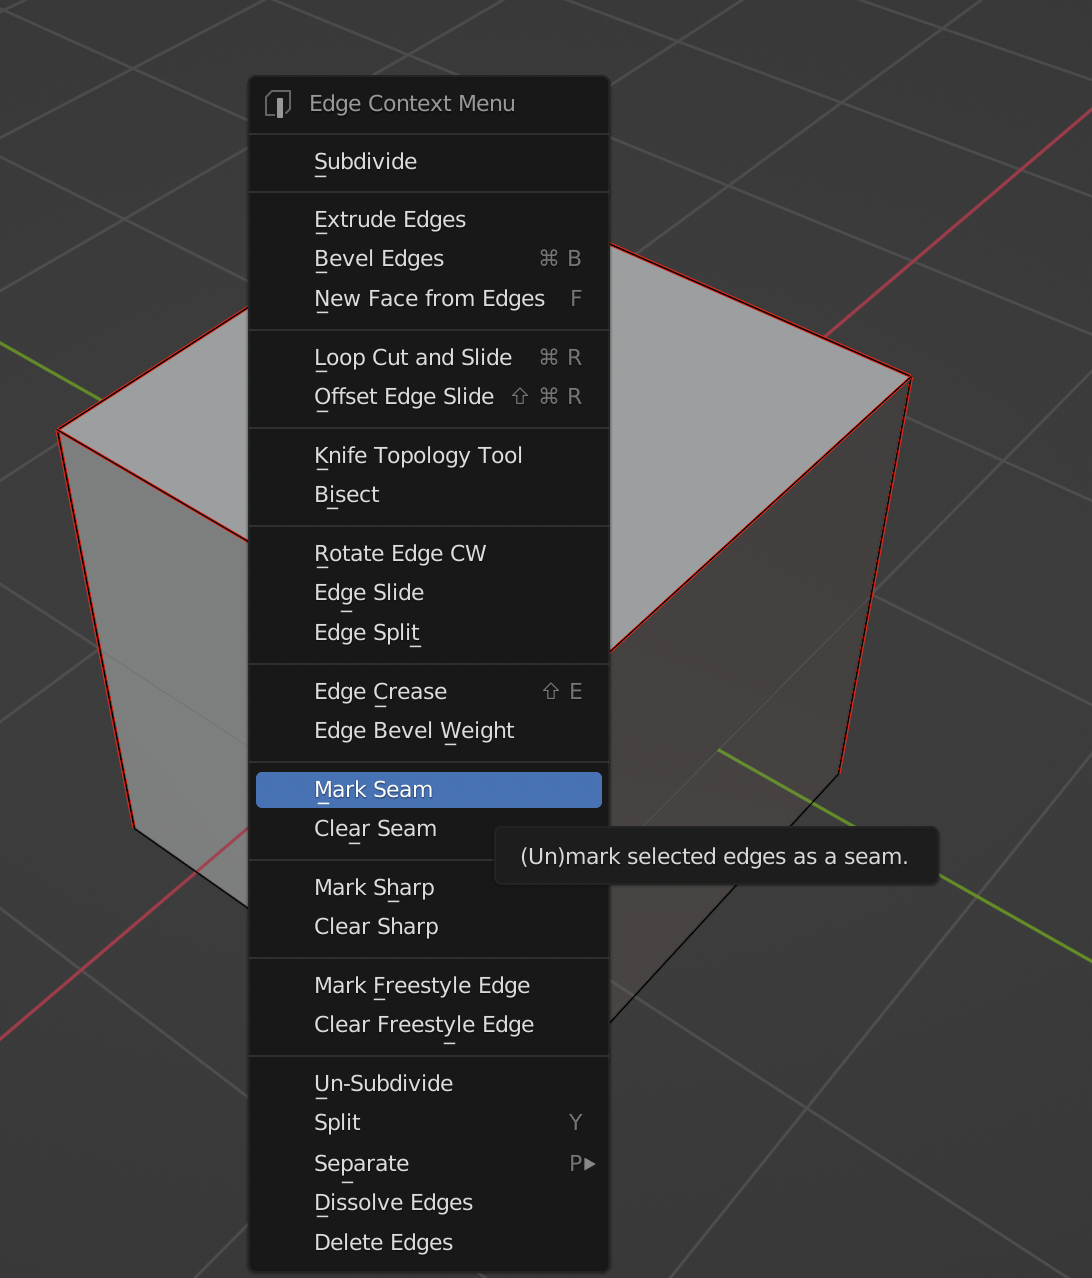 Edge Context Menu
Subdivide
Extrude Edges
Bevel Edges ⌘ B
New Face from Edges F
Loop Cut and Slide ⌘ R
Offset Edge Slide ⇧ ⌘ R
Knife Topology Tool
Bisect
Rotate Edge CW
Edge Slide
Edge Split
Edge Crease ⇧ E
Edge Bevel Weight
Mark Seam
Clear Seam
(Un)mark selected edges as a seam.
Mark Sharp
Clear Sharp
Mark Freestyle Edge
Clear Freestyle Edge
Un-Subdivide
Split Y
Separate P▶
Dissolve Edges
Delete Edges